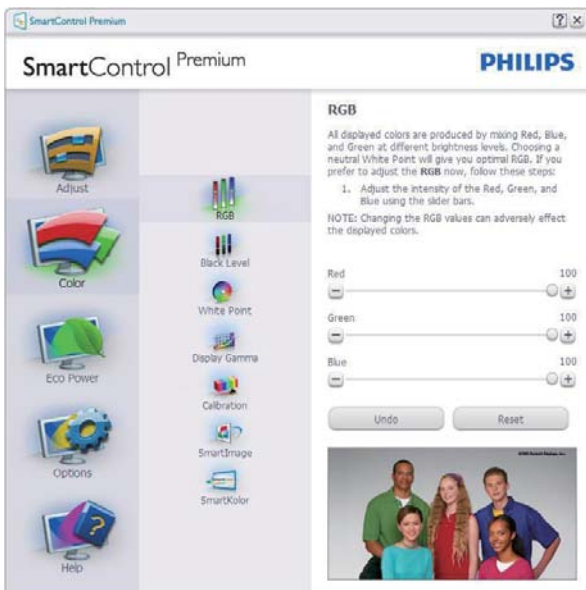 SmartControl Premium
SmartControl Premium
PHILIPS
Adjust
Color
Eco Power
Options
Help
RGB
Black Level
White Point
Display Gamma
Calibration
SmartImage
SmartKolor
RGB
All displayed colors are produced by mixing Red, Blue,
and Green at different brightness levels. Choosing a
neutral White Point will give you optimal RGB. If you
prefer to adjust the RGB now, follow these steps:
1. Adjust the intensity of the Red, Green, and
Blue using the slider bars.
NOTE: Changing the RGB values can adversely effect
the displayed colors.
Red 100
Green 100
Blue 100
Undo Reset